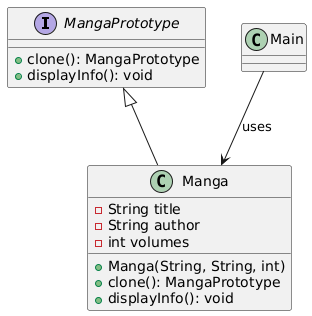 I MangaPrototype
clone(): MangaPrototype
displayInfo(): void
C Main
uses
C Manga
String title
String author
int volumes
Manga(String, String, int)
clone(): MangaPrototype
displayInfo(): void